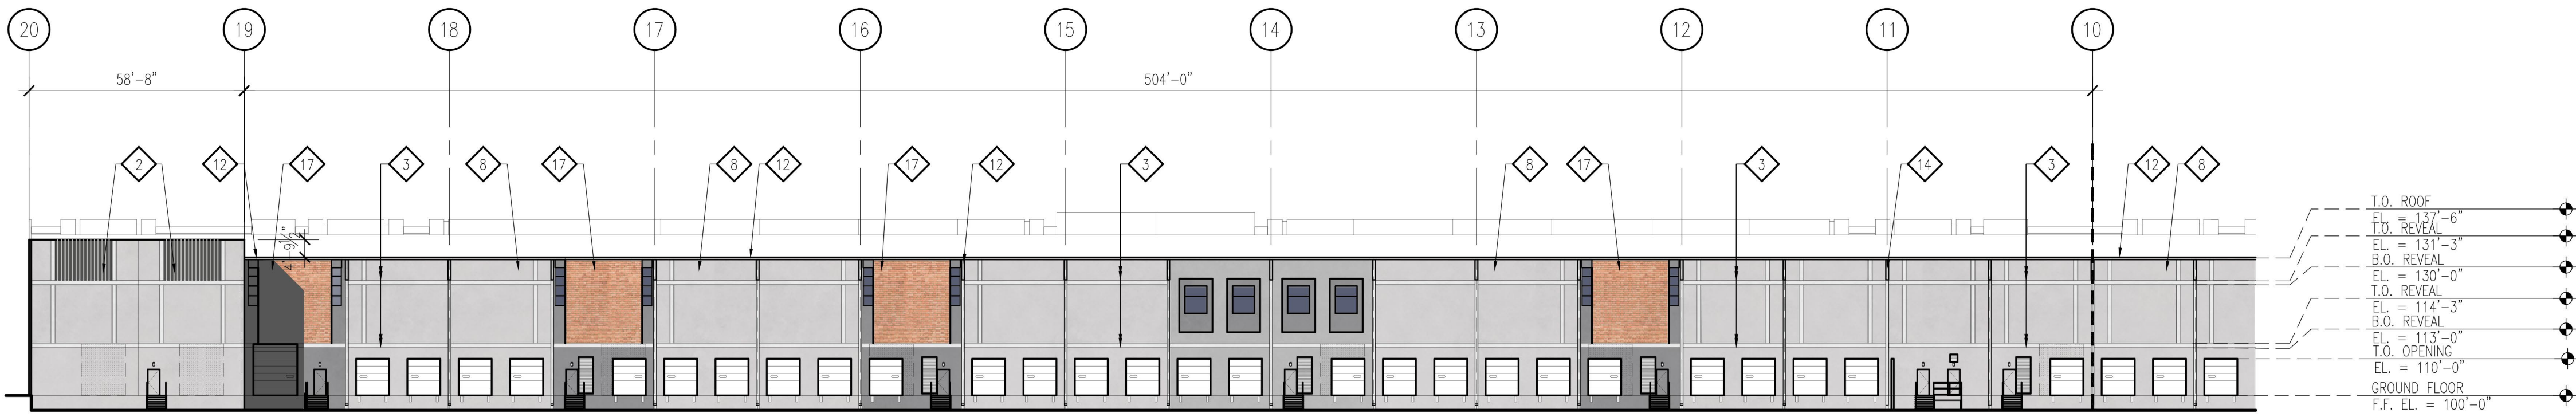 20 19 18 17 16 15 14 13 12 11 10
58'-8" 504'-0"
2 12 17 3 8 17 8 12 17 12 3 8 17 3 14 3 12 8
4'-9½"
T.O. ROOF
EL. = 137'-6"
T.O. REVEAL
EL. = 131'-3"
B.O. REVEAL
EL. = 130'-0"
T.O. REVEAL
EL. = 114'-3"
B.O. REVEAL
EL. = 113'-0"
T.O. OPENING
EL. = 110'-0"
GROUND FLOOR
F.F. EL. = 100'-0"